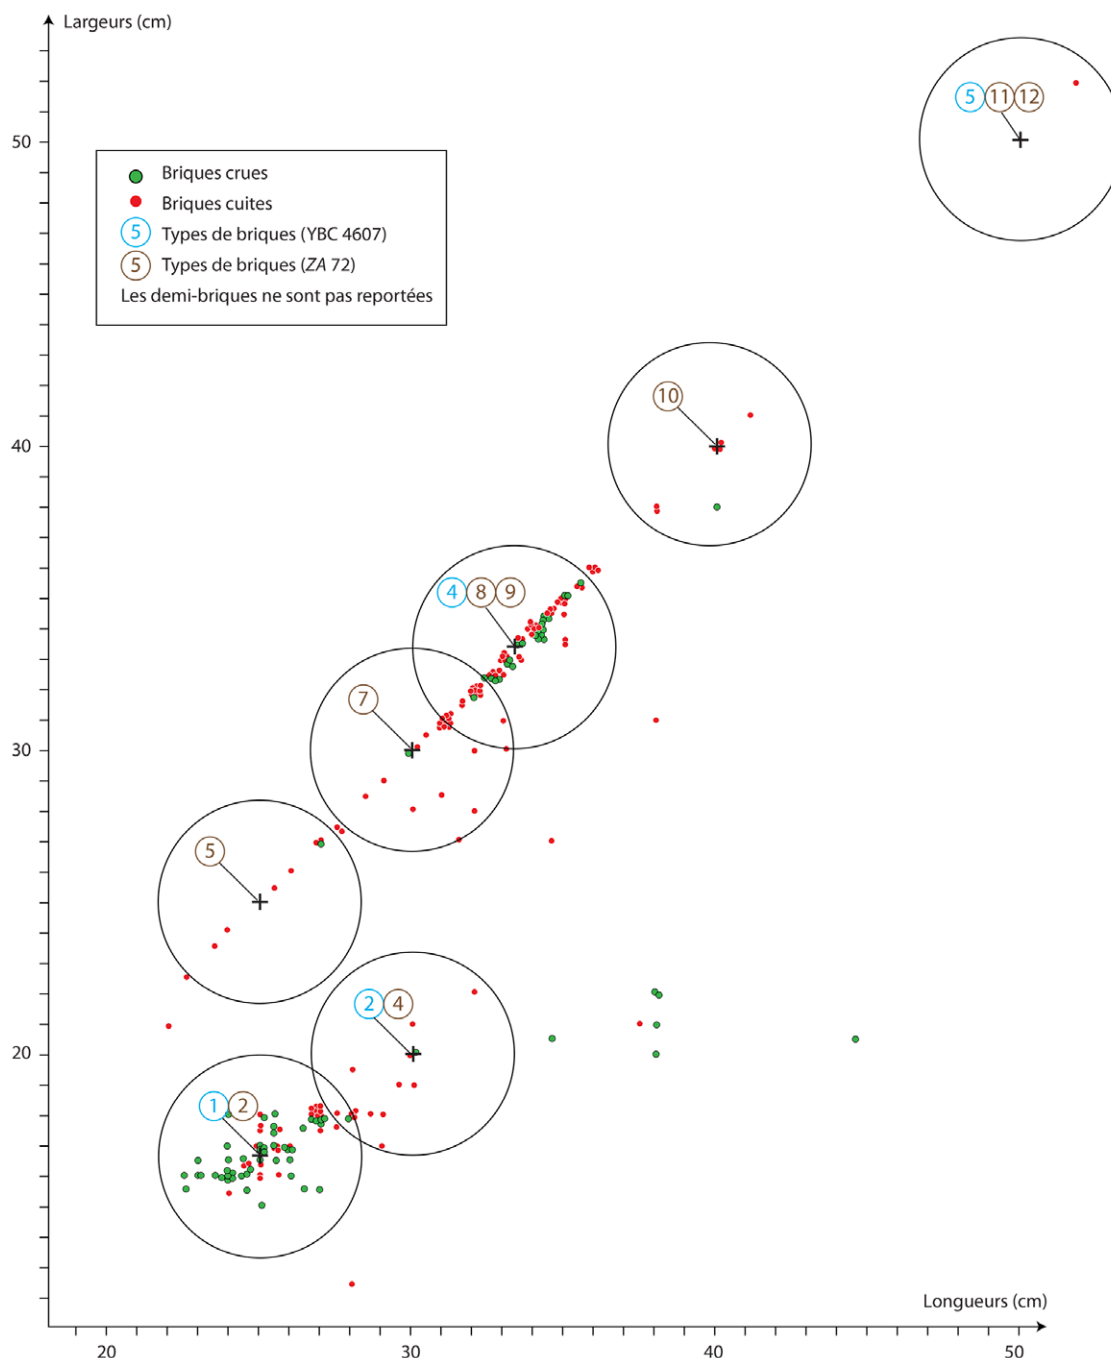 Largeurs (cm)
5 11 12
50
Briques crues
Briques cuites
5 Types de briques (YBC 4607)
5 Types de briques (ZA 72)
Les demi-briques ne sont pas reportées
10
40
4 8 9
7
30
5
2 4
20
1 2
Longueurs (cm)
20 30 40 50